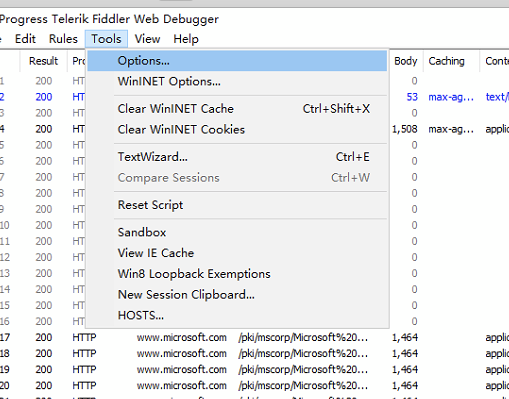 Progress Telerik Fiddler Web Debugger
Edit Rules Tools View Help
Result Body Caching
1 200 HT 0
2 200 HT 53 max-ag... text/
3 200 HT 0
4 200 HT 1,508 max-ag... applic
5 200 HT 0
6 200 HT 0
7 200 HT 0
8 200 HT 0
9 200 HT 0
10 200 HT 0
11 200 HT 0
12 200 HT 0
13 200 HT 0
14 200 HT 0
15 200 HT 0
16 200 HT 0
17 200 HTTP www.microsoft.com /pki/mscorp/Microsoft%20... 1,464 applic
18 200 HTTP www.microsoft.com /pki/mscorp/Microsoft%20... 1,464 applic
19 200 HTTP www.microsoft.com /pki/mscorp/Microsoft%20... 1,464 applic
20 200 HTTP www.microsoft.com /pki/mscorp/Microsoft%20... 1,464 applic
Options...
WinINET Options...
Clear WinINET Cache Ctrl+Shift+X
Clear WinINET Cookies
TextWizard... Ctrl+E
Compare Sessions Ctrl+W
Reset Script
Sandbox
View IE Cache
Win8 Loopback Exemptions
New Session Clipboard...
HOSTS...